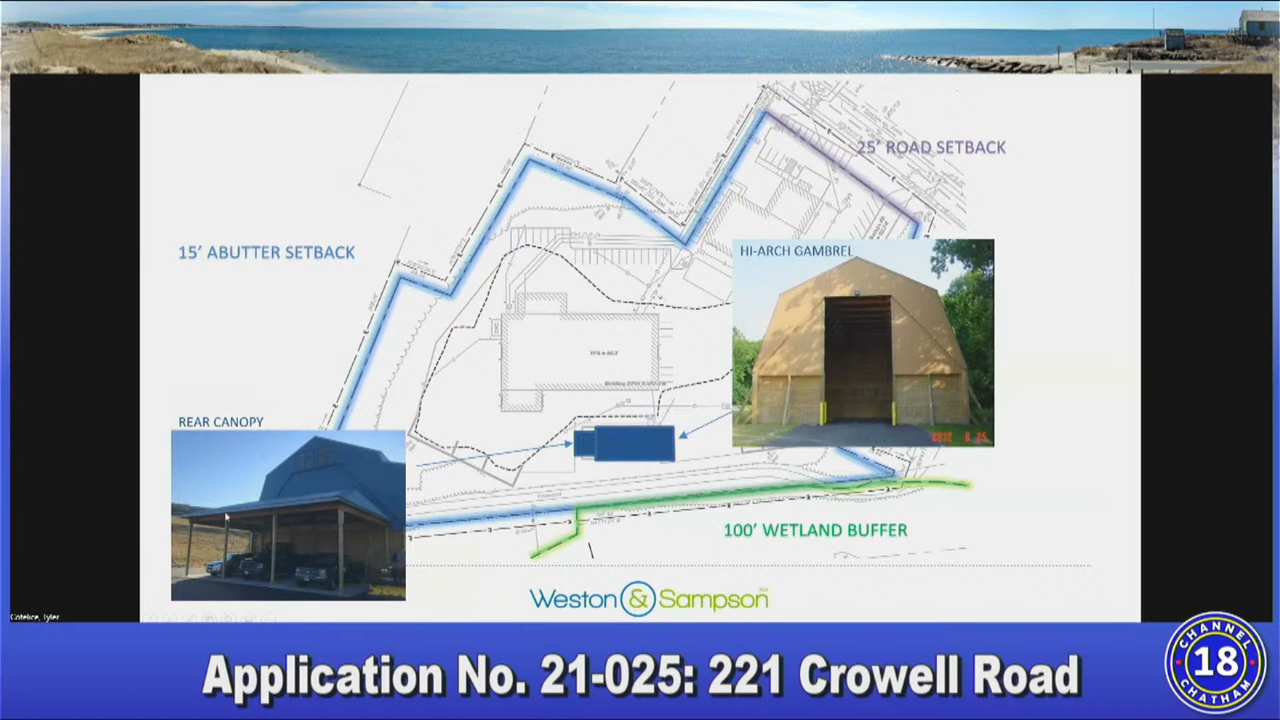 25' ROAD SETBACK
15' ABUTTER SETBACK
HI-ARCH GAMBREL
REAR CANOPY
100' WETLAND BUFFER
Weston & Sampson
Application No. 21-025: 221 Crowell Road
CHANNEL
18
CHATHAM